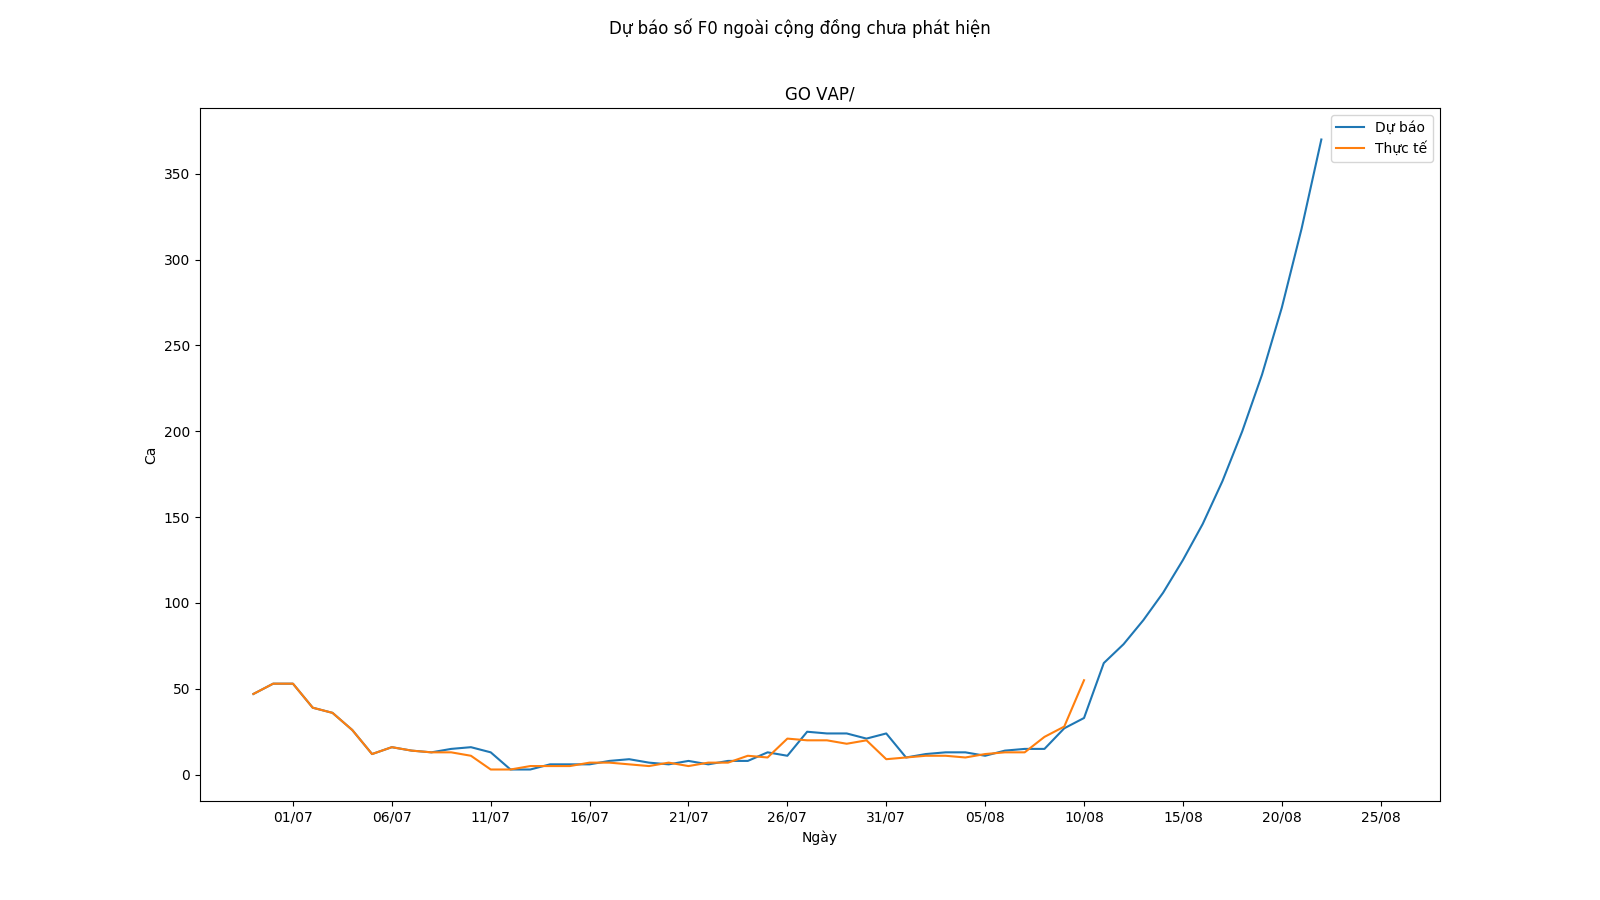 Dự báo số F0 ngoài cộng đồng chưa phát hiện
GO VAP/
Dự báo
Thực tế
350
300
250
200
150
100
50
0
Ca
01/07 06/07 11/07 16/07 21/07 26/07 31/07 05/08 10/08 15/08 20/08 25/08
Ngày